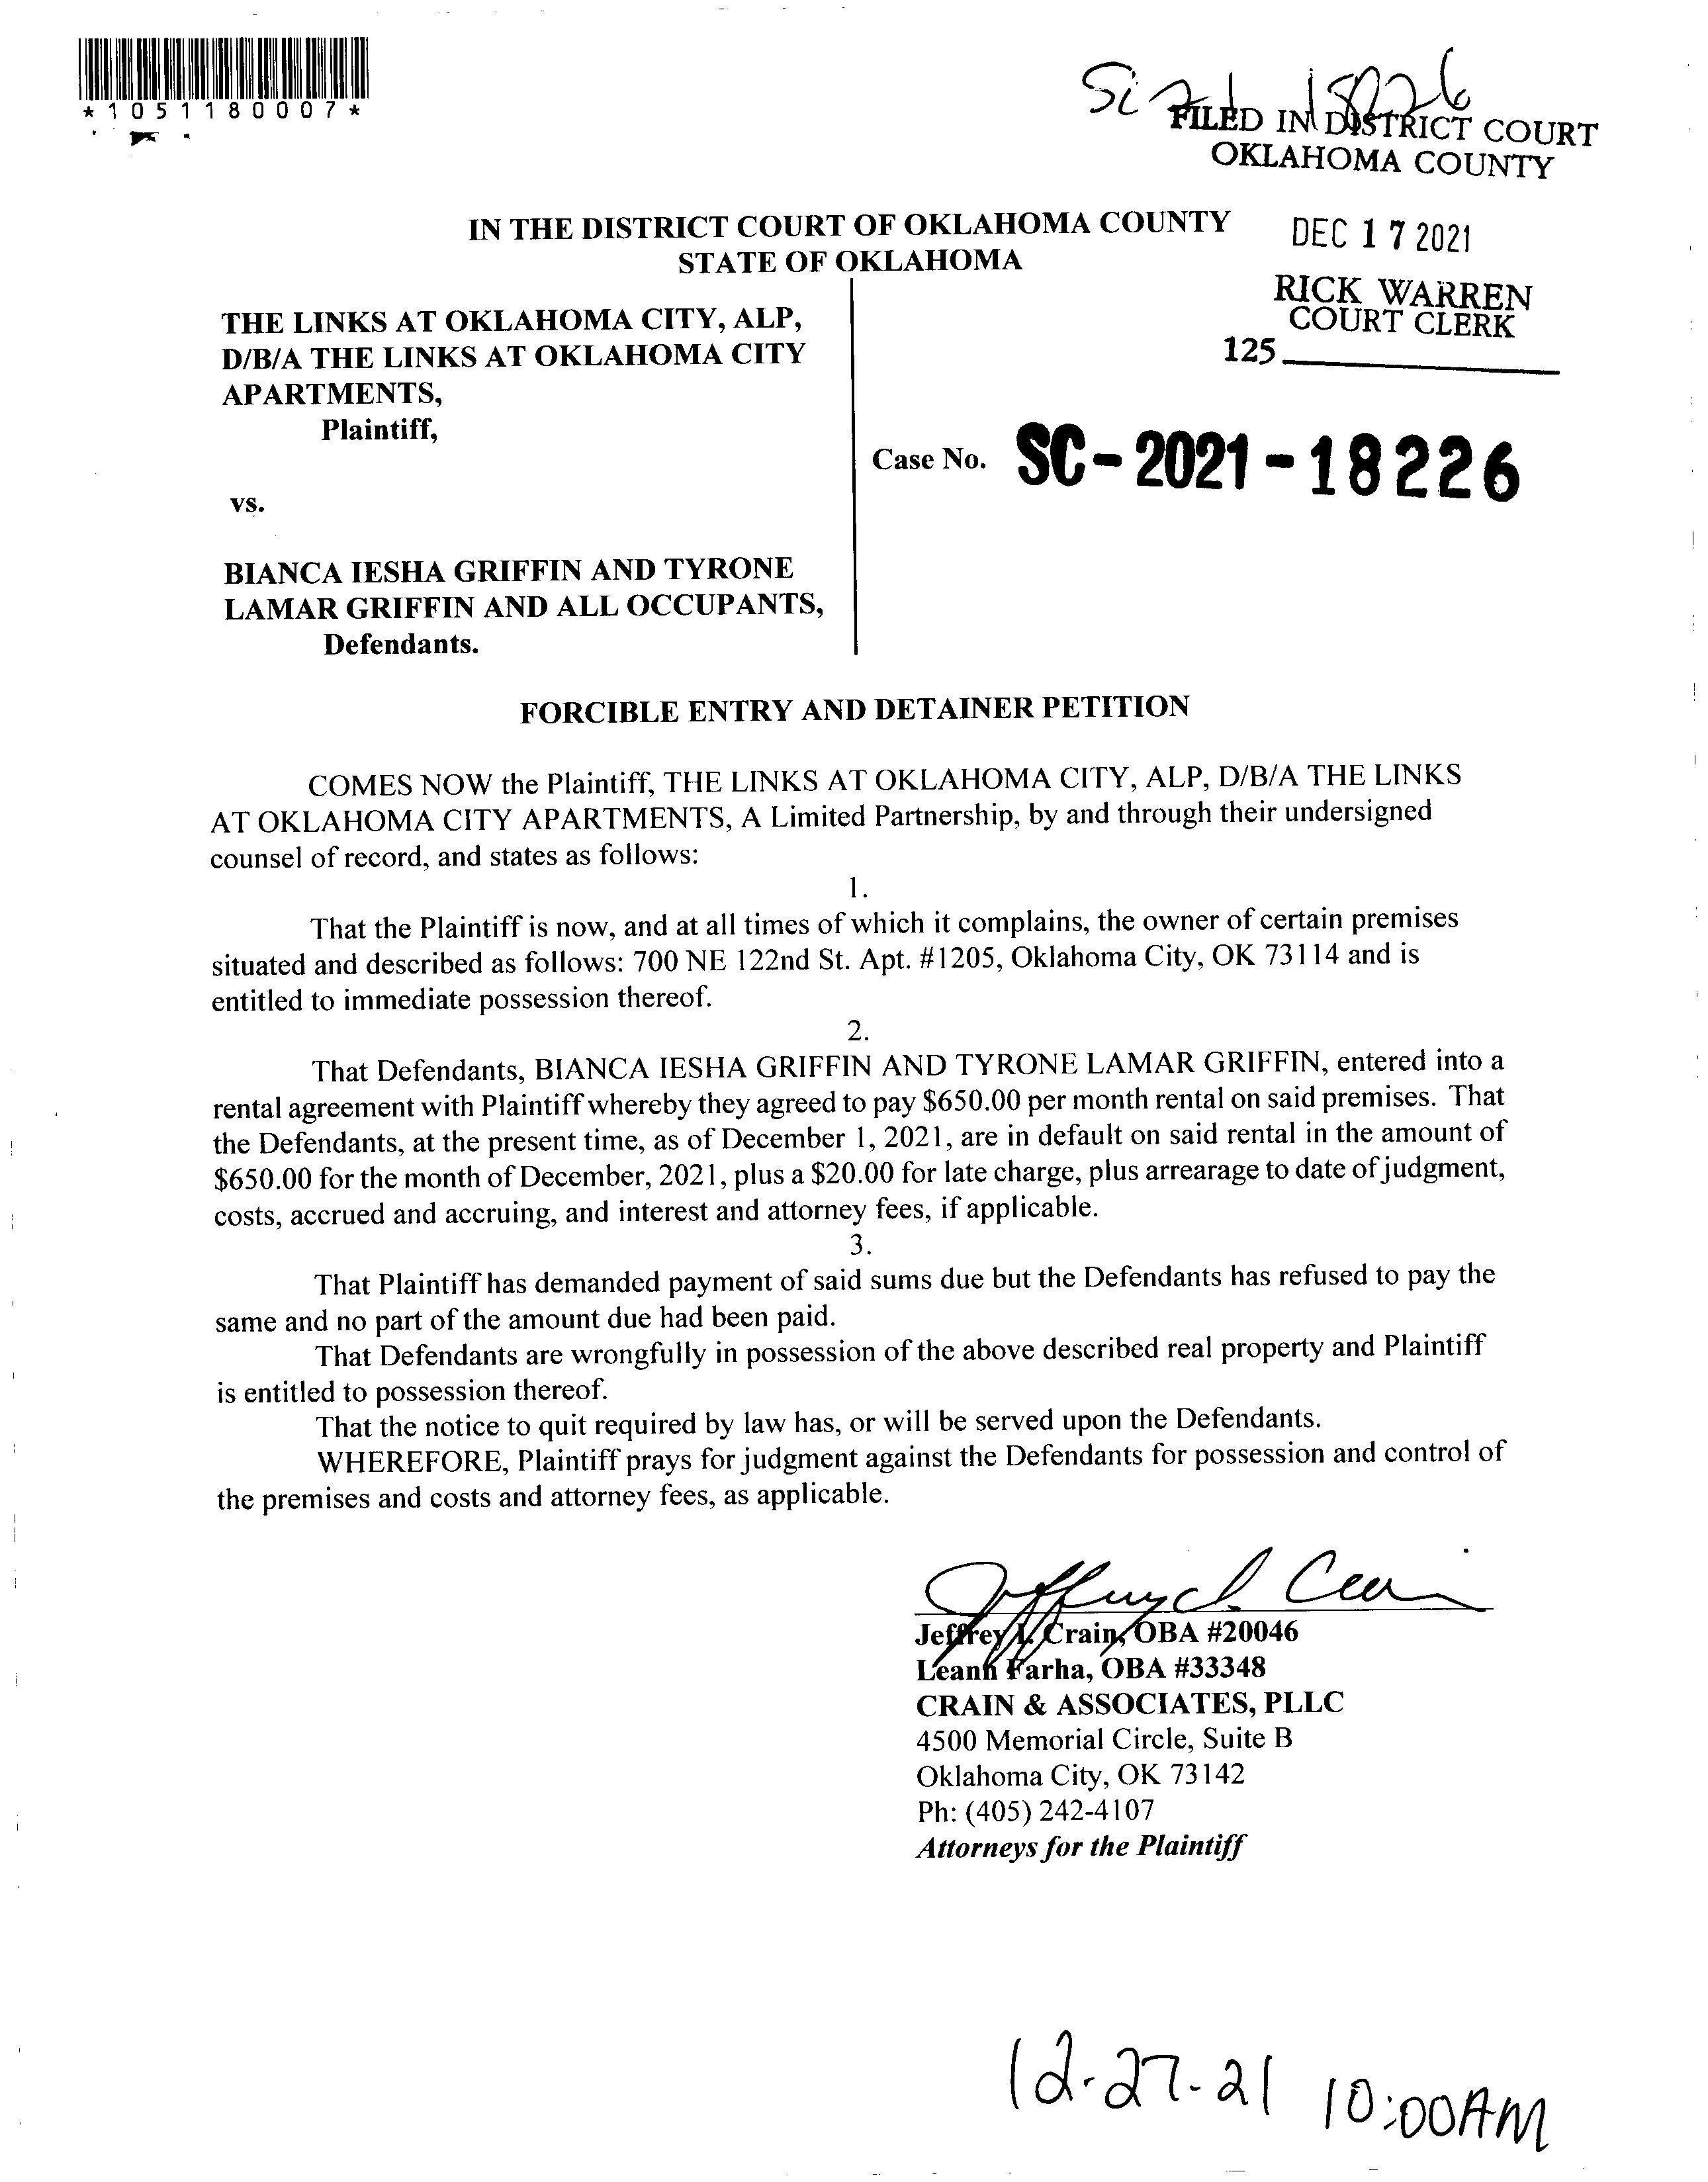 *1051180007*
FILED IN DISTRICT COURT
OKLAHOMA COUNTY
IN THE DISTRICT COURT OF OKLAHOMA COUNTY
STATE OF OKLAHOMA
DEC 17 2021
RICK WARREN
COURT CLERK
125
THE LINKS AT OKLAHOMA CITY, ALP,
D/B/A THE LINKS AT OKLAHOMA CITY
APARTMENTS,
Plaintiff,
Case No. SC-2021-18226
vs.
BIANCA IESHA GRIFFIN AND TYRONE
LAMAR GRIFFIN AND ALL OCCUPANTS,
Defendants.
FORCIBLE ENTRY AND DETAINER PETITION
COMES NOW the Plaintiff, THE LINKS AT OKLAHOMA CITY, ALP, D/B/A THE LINKS
AT OKLAHOMA CITY APARTMENTS, A Limited Partnership, by and through their undersigned
counsel of record, and states as follows:
1.
That the Plaintiff is now, and at all times of which it complains, the owner of certain premises
situated and described as follows: 700 NE 122nd St. Apt. #1205, Oklahoma City, OK 73114 and is
entitled to immediate possession thereof.
2.
That Defendants, BIANCA IESHA GRIFFIN AND TYRONE LAMAR GRIFFIN, entered into a
rental agreement with Plaintiff whereby they agreed to pay $650.00 per month rental on said premises. That
the Defendants, at the present time, as of December 1, 2021, are in default on said rental in the amount of
$650.00 for the month of December, 2021, plus a $20.00 for late charge, plus arrearage to date of judgment,
costs, accrued and accruing, and interest and attorney fees, if applicable.
3.
That Plaintiff has demanded payment of said sums due but the Defendants has refused to pay the
same and no part of the amount due had been paid.
That Defendants are wrongfully in possession of the above described real property and Plaintiff
is entitled to possession thereof.
That the notice to quit required by law has, or will be served upon the Defendants.
WHEREFORE, Plaintiff prays for judgment against the Defendants for possession and control of
the premises and costs and attorney fees, as applicable.
Jeffrey I. Crain, OBA #20046
Leann Farha, OBA #33348
CRAIN & ASSOCIATES, PLLC
4500 Memorial Circle, Suite B
Oklahoma City, OK 73142
Ph: (405) 242-4107
Attorneys for the Plaintiff
12-27-21 10:00AM